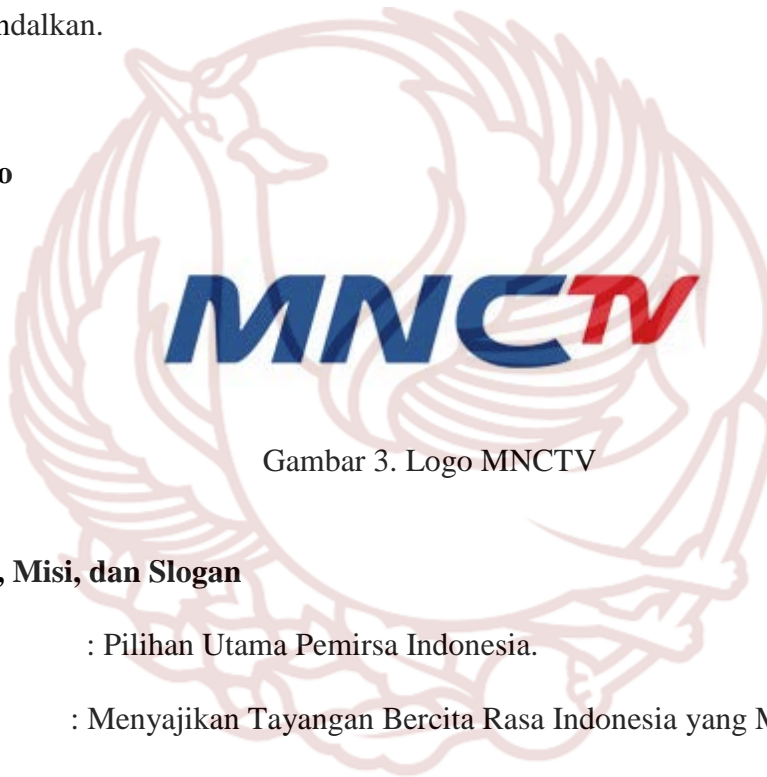 ndalkan.
o
MNCTV
Gambar 3. Logo MNCTV
, Misi, dan Slogan
: Pilihan Utama Pemirsa Indonesia.
: Menyajikan Tayangan Bercita Rasa Indonesia yang M